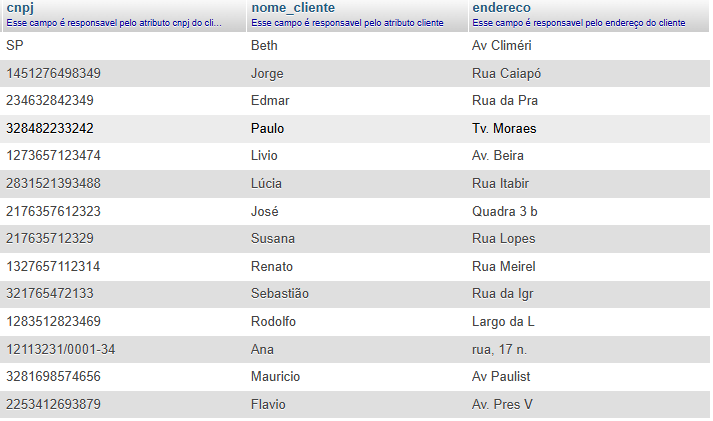 cnpj nome_cliente endereco
Esse campo é responsavel pelo atributo cnpj do cli... Esse campo é responsavel pelo atributo cliente Esse campo é responsavel pelo endereço do cliente
SP Beth Av Climéri
1451276498349 Jorge Rua Caiapó
234632842349 Edmar Rua da Pra
328482233242 Paulo Tv. Moraes
1273657123474 Livio Av. Beira
2831521393488 Lúcia Rua Itabir
2176357612323 José Quadra 3 b
217635712329 Susana Rua Lopes
1327657112314 Renato Rua Meirel
321765472133 Sebastião Rua da Igr
1283512823469 Rodolfo Largo da L
12113231/0001-34 Ana rua, 17 n.
3281698574656 Mauricio Av Paulist
2253412693879 Flavio Av. Pres V